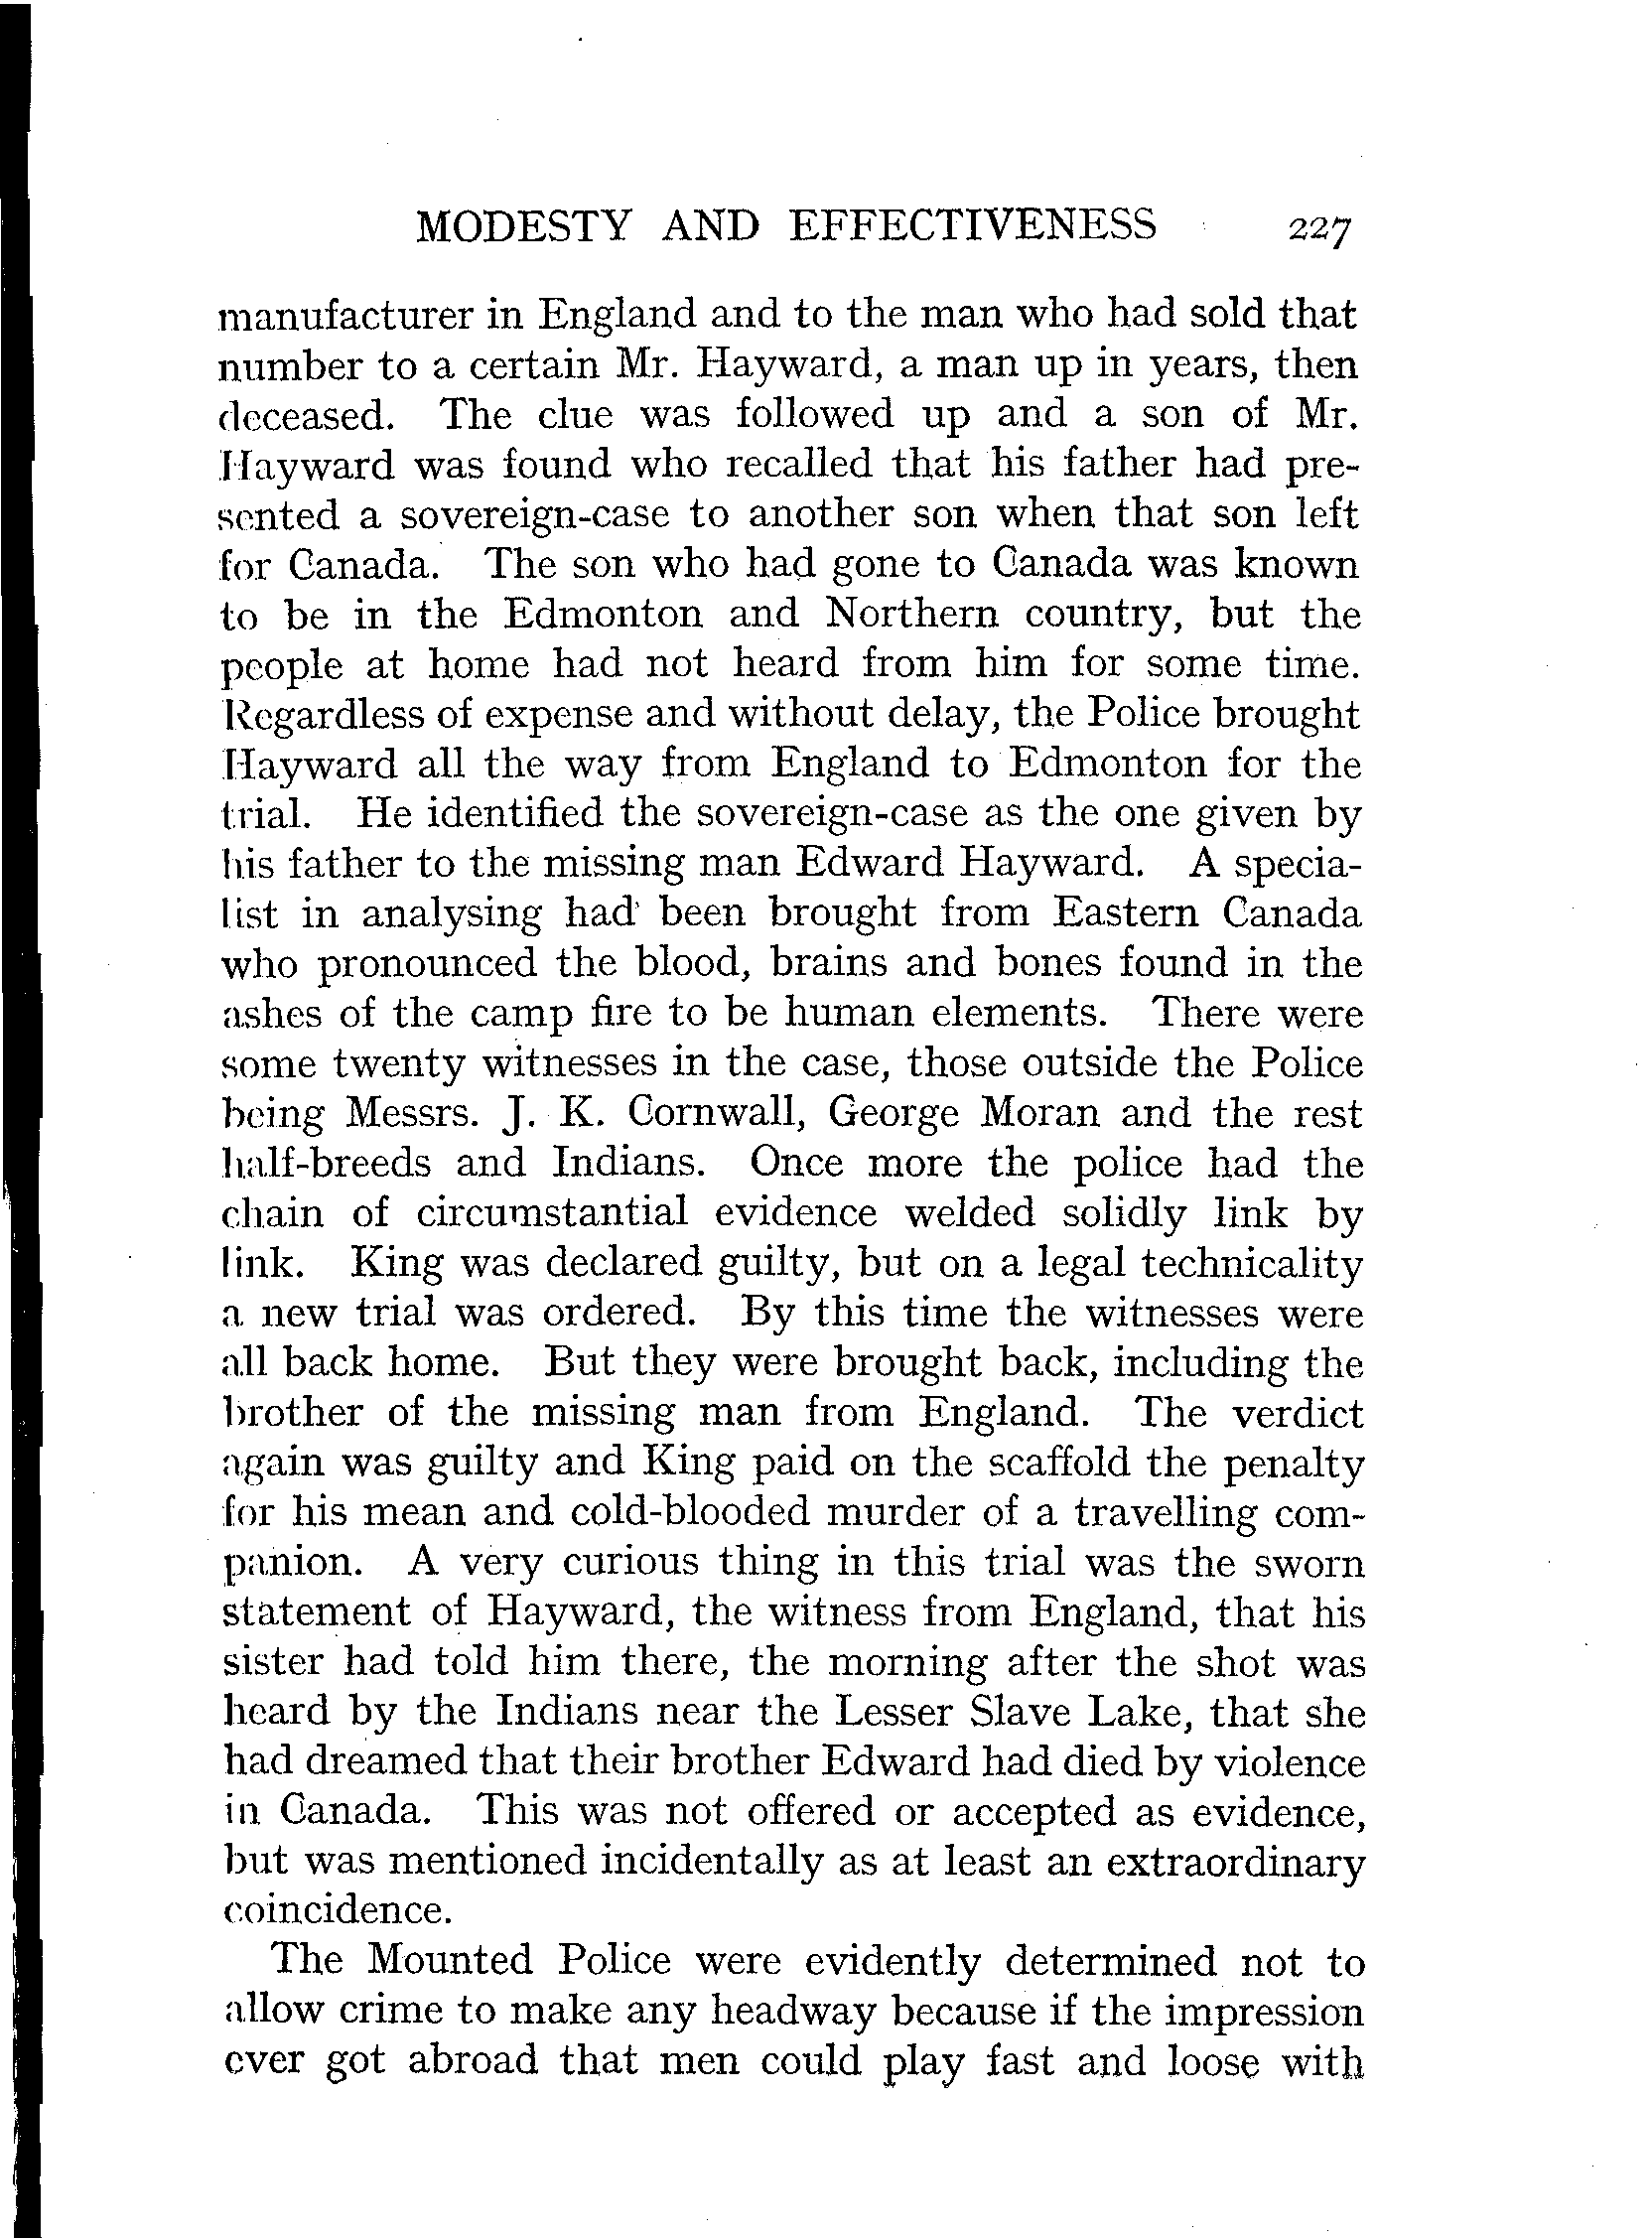 MODESTY AND EFFECTIVENESS 227
manufacturer in England and to the man who had sold that
number to a certain Mr. Hayward, a man up in years, then
deceased. The clue was followed up and a son of Mr.
Hayward was found who recalled that his father had pre-
sented a sovereign-case to another son when that son left
for Canada. The son who had gone to Canada was known
to be in the Edmonton and Northern country, but the
people at home had not heard from him for some time.
Regardless of expense and without delay, the Police brought
Hayward all the way from England to Edmonton for the
trial. He identified the sovereign-case as the one given by
his father to the missing man Edward Hayward. A specia-
list in analysing had been brought from Eastern Canada
who pronounced the blood, brains and bones found in the
ashes of the camp fire to be human elements. There were
some twenty witnesses in the case, those outside the Police
being Messrs. J. K. Cornwall, George Moran and the rest
half-breeds and Indians. Once more the police had the
chain of circumstantial evidence welded solidly link by
link. King was declared guilty, but on a legal technicality
a new trial was ordered. By this time the witnesses were
all back home. But they were brought back, including the
brother of the missing man from England. The verdict
again was guilty and King paid on the scaffold the penalty
for his mean and cold-blooded murder of a travelling com-
panion. A very curious thing in this trial was the sworn
statement of Hayward, the witness from England, that his
sister had told him there, the morning after the shot was
heard by the Indians near the Lesser Slave Lake, that she
had dreamed that their brother Edward had died by violence
in Canada. This was not offered or accepted as evidence,
but was mentioned incidentally as at least an extraordinary
coincidence.
The Mounted Police were evidently determined not to
allow crime to make any headway because if the impression
ever got abroad that men could play fast and loose with